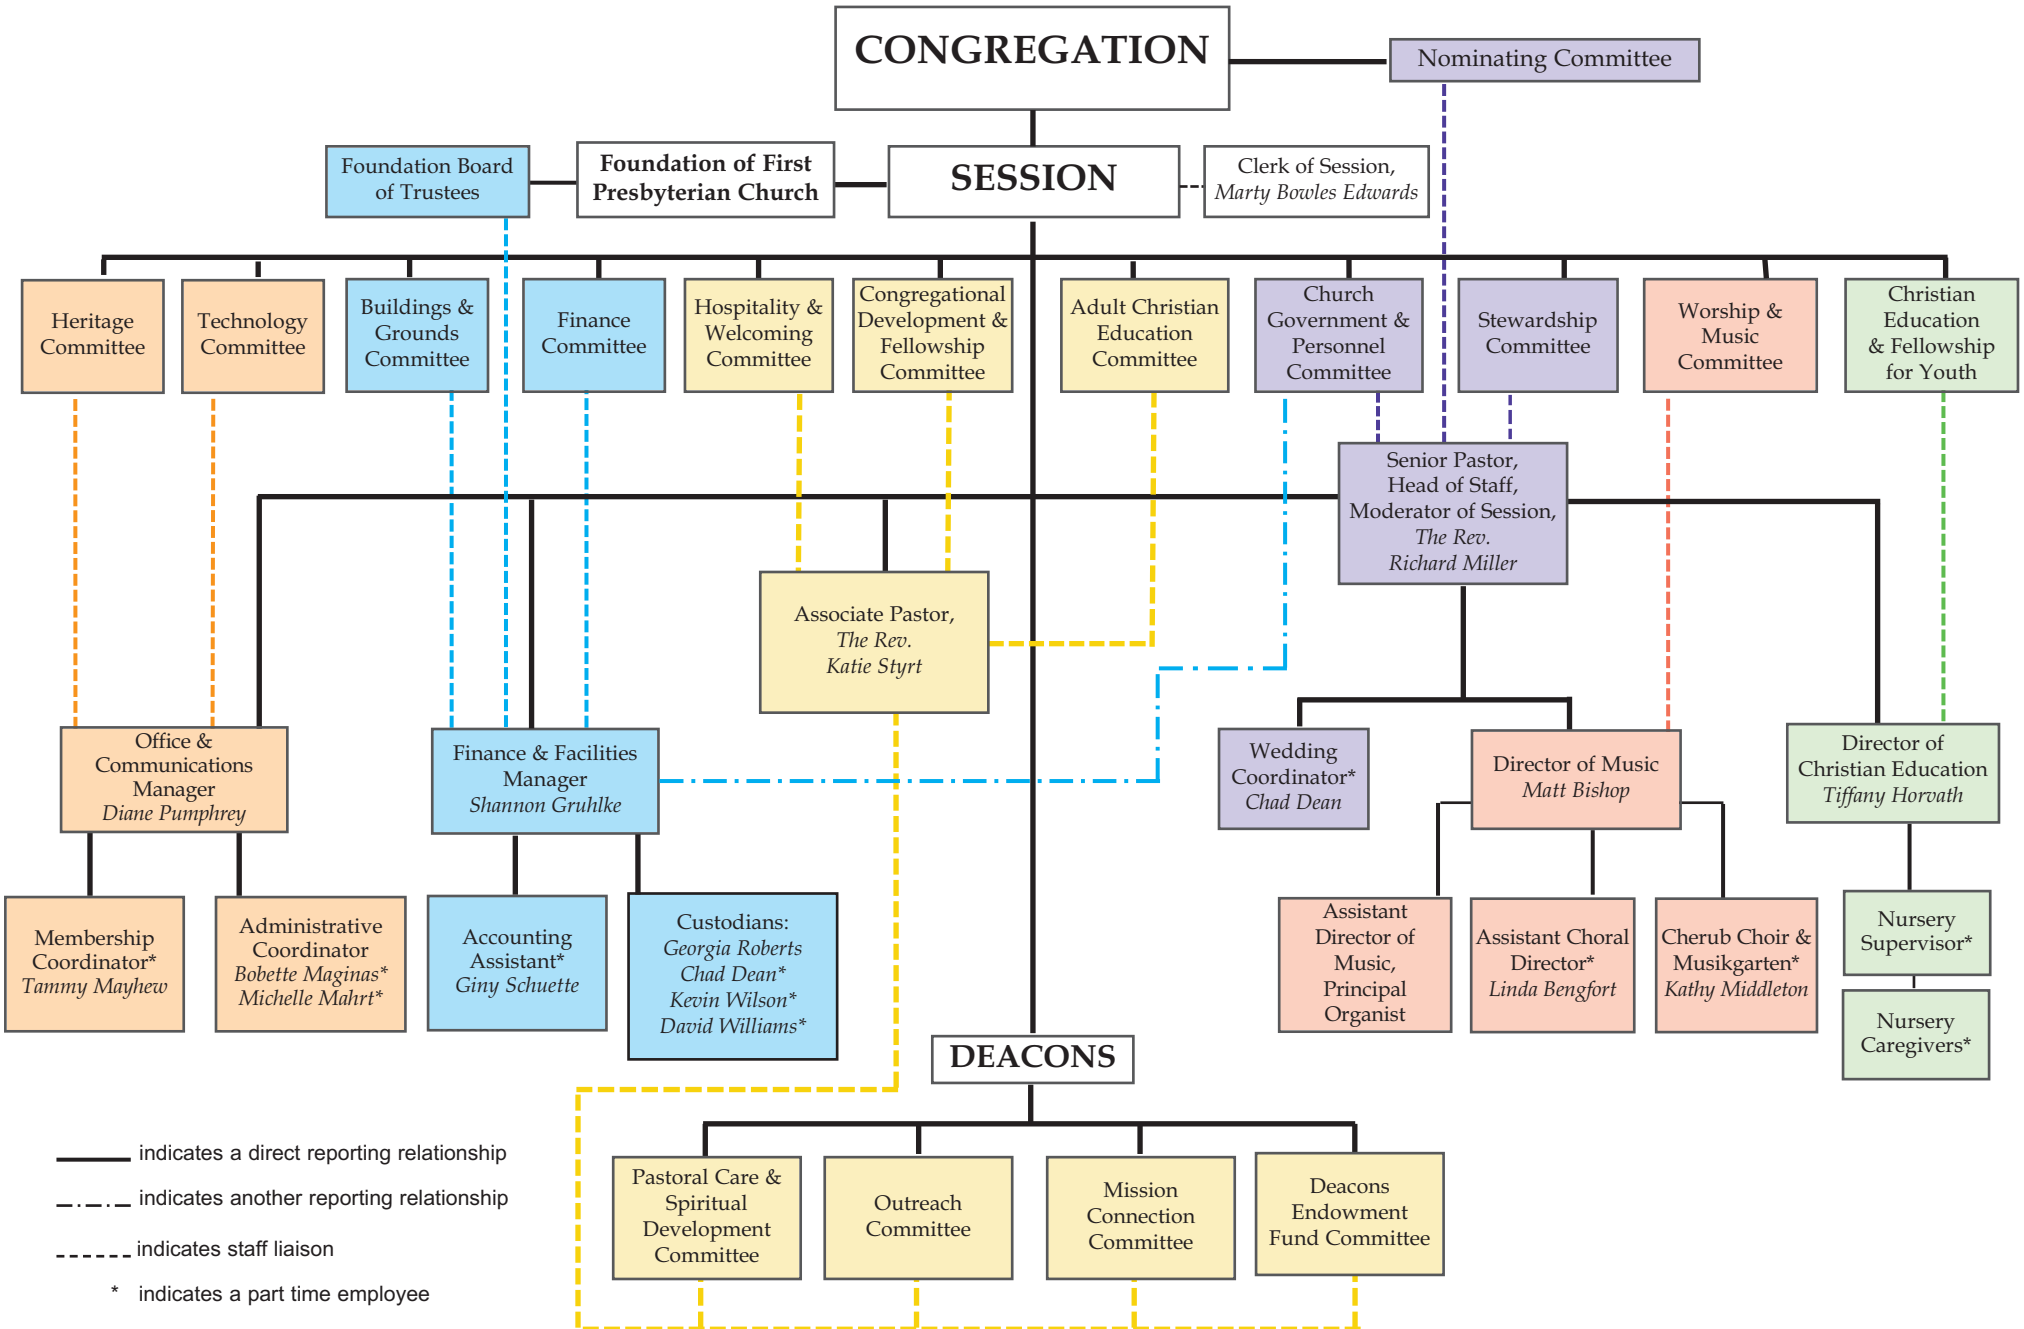 CONGREGATION
Nominating Committee
Foundation Board
of Trustees
Foundation of First
Presbyterian Church
SESSION
Clerk of Session,
Marty Bowles Edwards
Heritage
Committee
Technology
Committee
Buildings &
Grounds
Committee
Finance
Committee
Hospitality &
Welcoming
Committee
Congregational
Development &
Fellowship
Committee
Adult Christian
Education
Committee
Church
Government &
Personnel
Committee
Stewardship
Committee
Worship &
Music
Committee
Christian
Education
& Fellowship
for Youth
Senior Pastor,
Head of Staff,
Moderator of Session,
The Rev.
Richard Miller
Associate Pastor,
The Rev.
Katie Styrt
Office &
Communications
Manager
Diane Pumphrey
Finance & Facilities
Manager
Shannon Gruhlke
Wedding
Coordinator*
Chad Dean
Director of Music
Matt Bishop
Director of
Christian Education
Tiffany Horvath
Membership
Coordinator*
Tammy Mayhew
Administrative
Coordinator
Bobette Maginas*
Michelle Mahrt*
Accounting
Assistant*
Giny Schuette
Custodians:
Georgia Roberts
Chad Dean*
Kevin Wilson*
David Williams*
Assistant
Director of
Music,
Principal
Organist
Assistant Choral
Director*
Linda Bengfort
Cherub Choir &
Musikgarten*
Kathy Middleton
Nursery
Supervisor*
Nursery
Caregivers*
DEACONS
Pastoral Care &
Spiritual
Development
Committee
Outreach
Committee
Mission
Connection
Committee
Deacons
Endowment
Fund Committee
indicates a direct reporting relationship
indicates another reporting relationship
indicates staff liaison
* indicates a part time employee